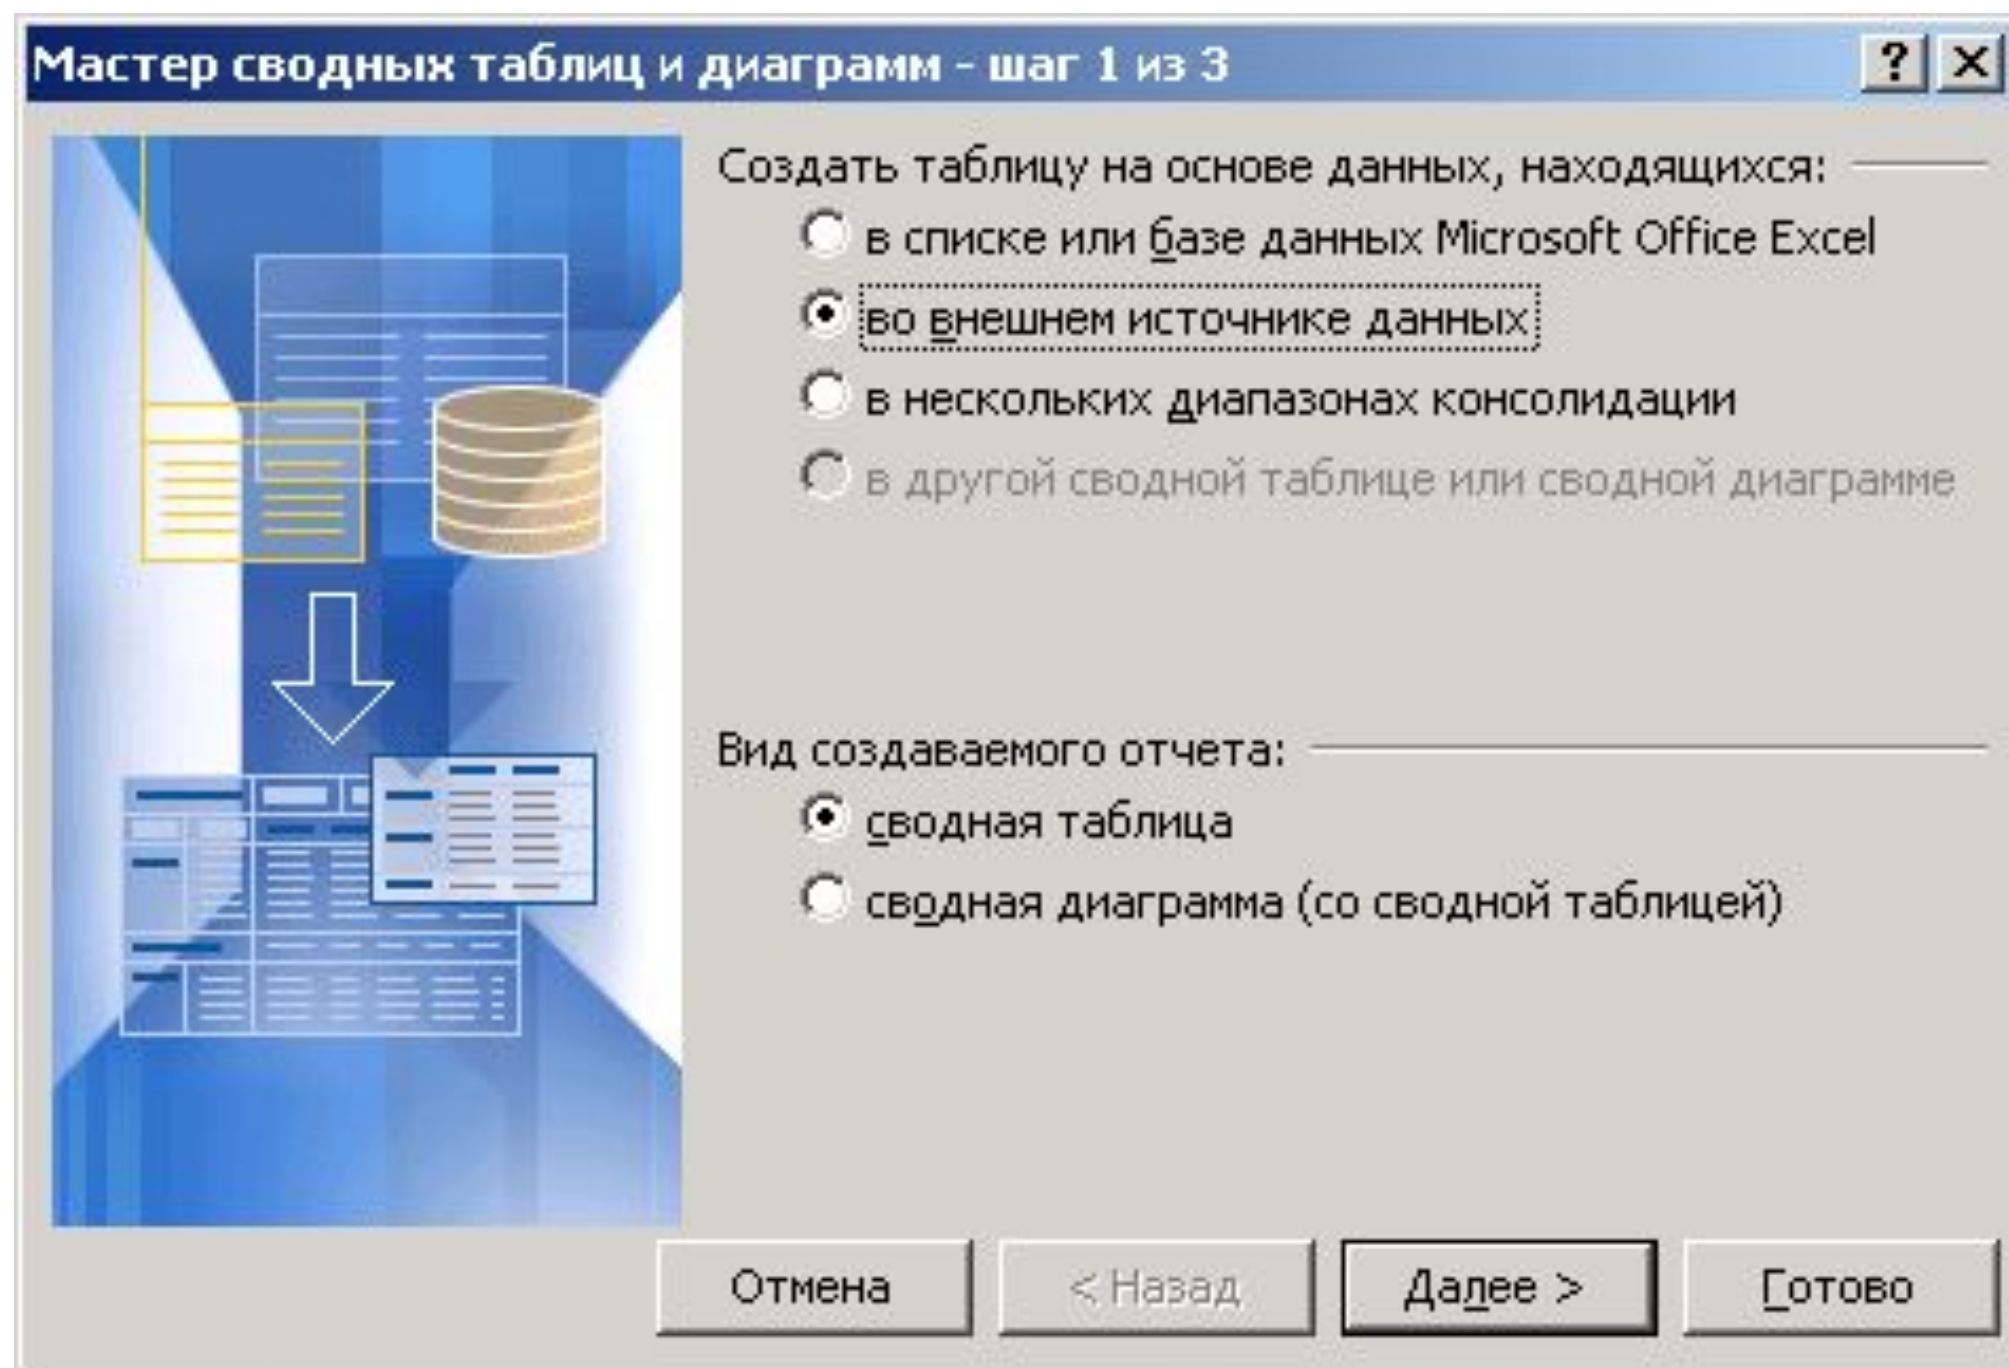 Мастер сводных таблиц и диаграмм - шаг 1 из 3
Создать таблицу на основе данных, находящихся:
в списке или базе данных Microsoft Office Excel
во внешнем источнике данных
в нескольких диапазонах консолидации
в другой сводной таблице или сводной диаграмме
Вид создаваемого отчета:
сводная таблица
сводная диаграмма (со сводной таблицей)
Отмена
< Назад
Далее >
Готово